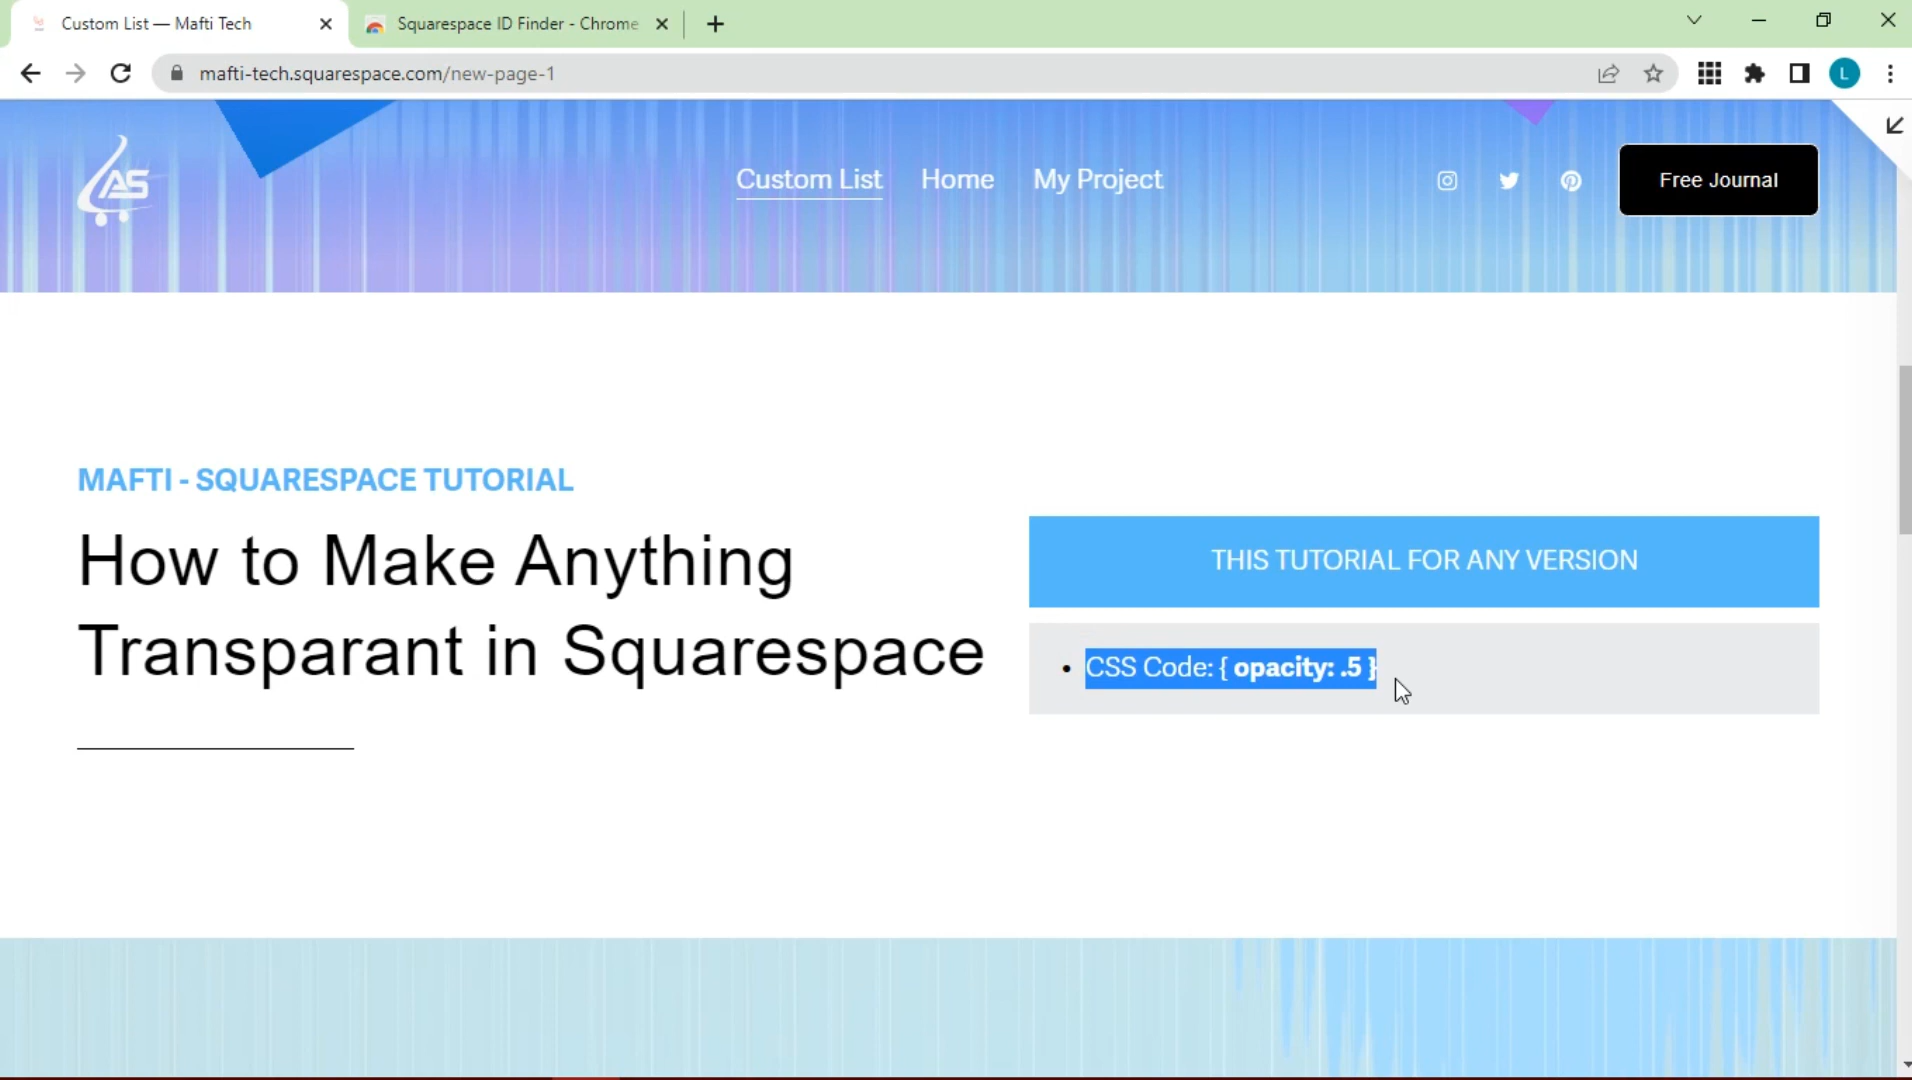 Custom List — Mafti Tech
Squarespace ID Finder - Chrome
mafti-tech.squarespace.com/new-page-1
L
AS
Custom List
Home
My Project
Free Journal
MAFTI - SQUARESPACE TUTORIAL
How to Make Anything
Transparant in Squarespace
THIS TUTORIAL FOR ANY VERSION
• CSS Code: { opacity: .5 }